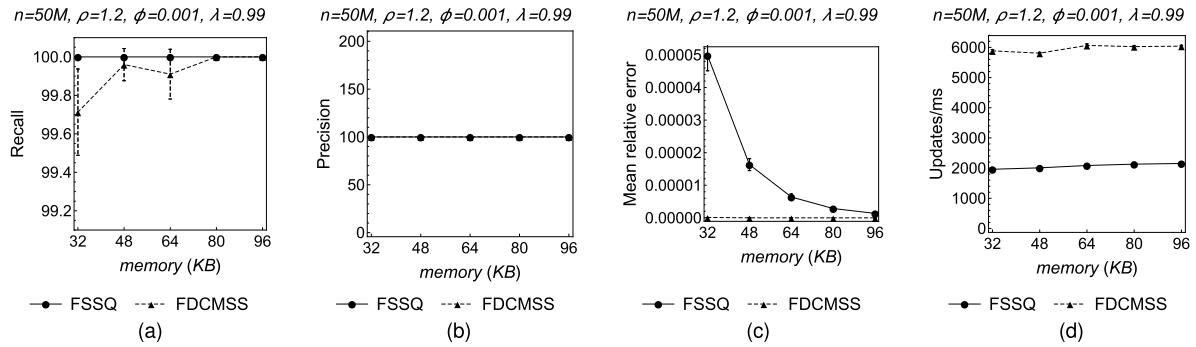 n=50M, ρ=1.2, ϕ=0.001, λ=0.99
Recall
100.0
99.8
99.6
99.4
99.2
32 48 64 80 96
memory (KB)
FSSQ FDCMSS
(a)
n=50M, ρ=1.2, ϕ=0.001, λ=0.99
Precision
200
150
100
50
0
32 48 64 80 96
memory (KB)
FSSQ FDCMSS
(b)
n=50M, ρ=1.2, ϕ=0.001, λ=0.99
Mean relative error
0.00005
0.00004
0.00003
0.00002
0.00001
0.00000
32 48 64 80 96
memory (KB)
FSSQ FDCMSS
(c)
n=50M, ρ=1.2, ϕ=0.001, λ=0.99
Updates/ms
6000
5000
4000
3000
2000
1000
0
32 48 64 80 96
memory (KB)
FSSQ FDCMSS
(d)